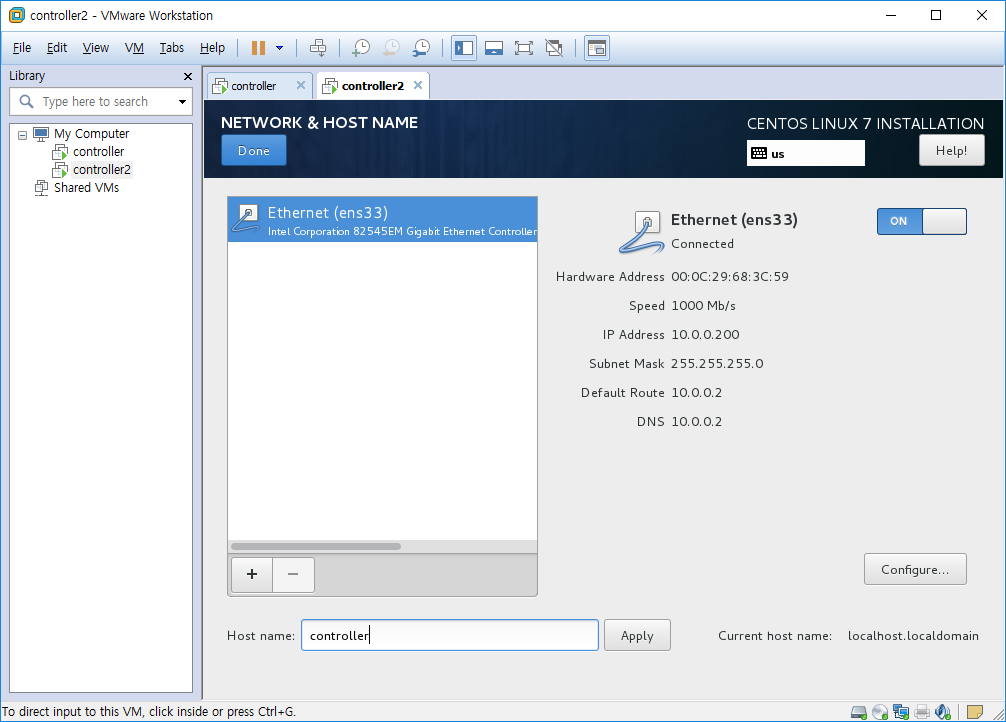 controller2 - VMware Workstation
File Edit View VM Tabs Help
Library
Type here to search
My Computer
controller
controller2
Shared VMs
controller
controller2
NETWORK & HOST NAME
Done
CENTOS LINUX 7 INSTALLATION
us
Help!
Ethernet (ens33)
Intel Corporation 82545EM Gigabit Ethernet Controller
Ethernet (ens33)
Connected
ON
Hardware Address 00:0C:29:68:3C:59
Speed 1000 Mb/s
IP Address 10.0.0.200
Subnet Mask 255.255.255.0
Default Route 10.0.0.2
DNS 10.0.0.2
+ −
Configure...
Host name: controller Apply Current host name: localhost.localdomain
To direct input to this VM, click inside or press Ctrl+G.